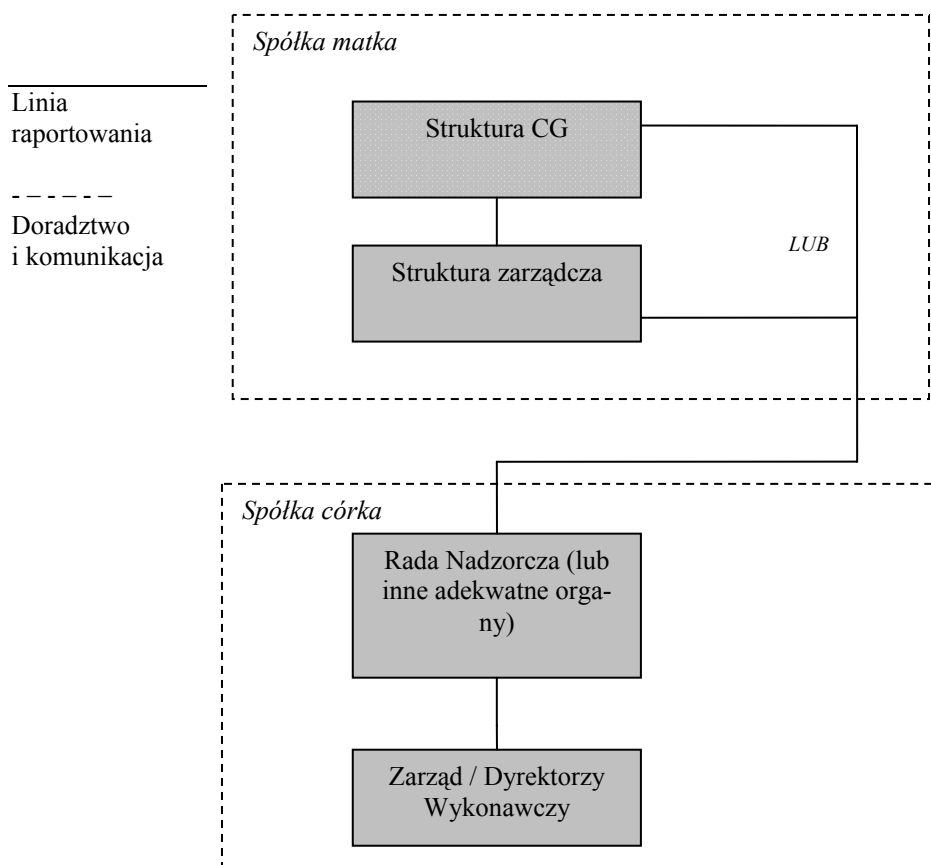 Spółka matka
Linia
raportowania
Doradztwo
i komunikacja
Struktura CG
Struktura zarządcza
LUB
Spółka córka
Rada Nadzorcza (lub
inne adekwatne orga-
ny)
Zarząd / Dyrektorzy
Wykonawczy